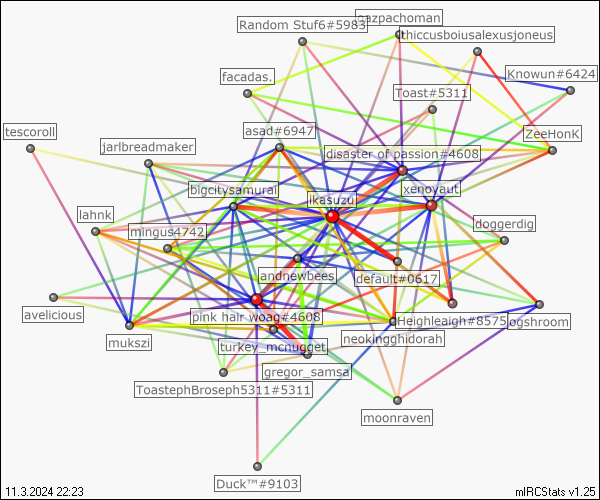 gazpachoman
Random Stuf6#5983
thiccusboiusalexusjoneus
facadas.
Knowun#6424
Toast#5311
tescoroll
asad#6947
ZeeHonK
jarlbreadmaker
disaster of passion#4608
bigcitysamurai
xenoyaut
ikasuzu
lahnk
doggerdig
mingus4742
andnewbees
default#0617
avelicious
pink hair woag#4608
Heighleaigh#8575
ogshroom
mukszi
turkey_mcnugget
neokingghidorah
gregor_samsa
ToastephBroseph5311#5311
moonraven
Duck™#9103
11.3.2024 22:23
mIRCStats v1.25